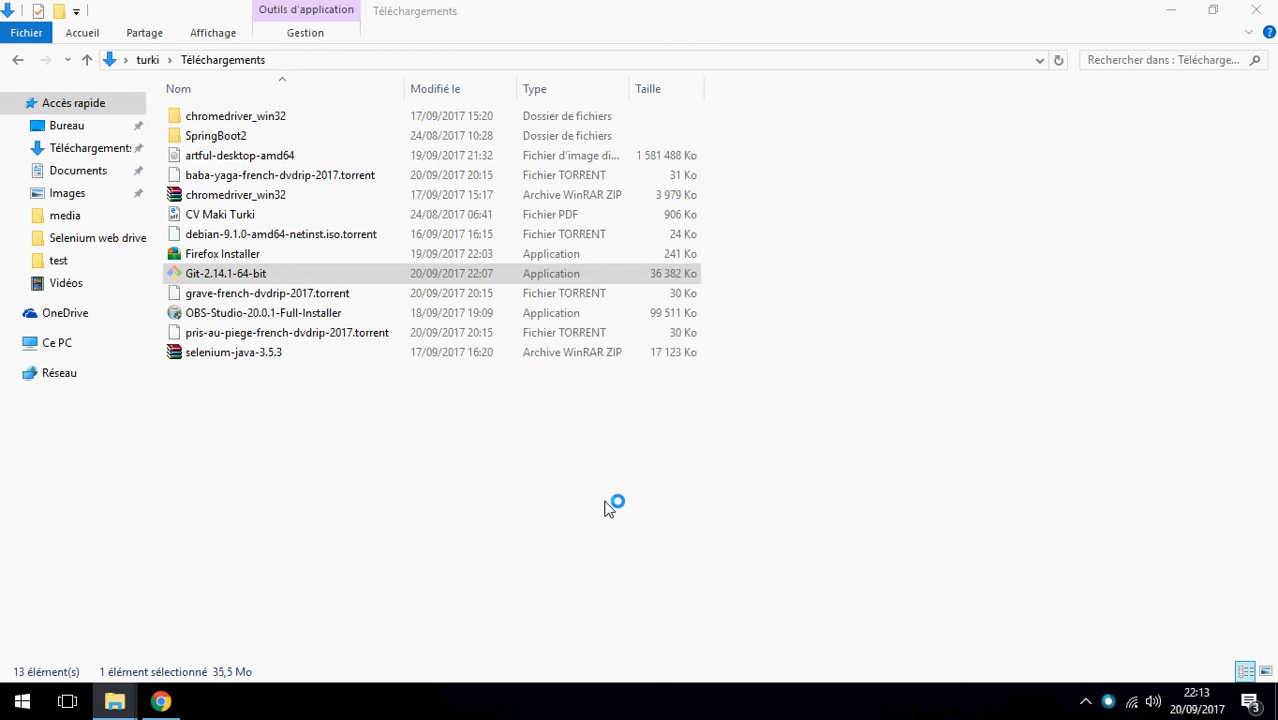 Outils d'application
Téléchargements
Fichier
Accueil
Partage
Affichage
Gestion
turki
Téléchargements
Rechercher dans : Télécharge...
Nom
Modifié le
Type
Taille
Accès rapide
Bureau
Téléchargements
Documents
Images
media
Selenium web drive
test
Vidéos
OneDrive
Ce PC
Réseau
chromedriver_win32 17/09/2017 15:20 Dossier de fichiers
SpringBoot2 24/08/2017 10:28 Dossier de fichiers
artful-desktop-amd64 19/09/2017 21:32 Fichier d'image di... 1 581 488 Ko
baba-yaga-french-dvdrip-2017.torrent 20/09/2017 20:15 Fichier TORRENT 31 Ko
chromedriver_win32 17/09/2017 15:17 Archive WinRAR ZIP 3 979 Ko
CV Maki Turki 24/08/2017 06:41 Fichier PDF 906 Ko
debian-9.1.0-amd64-netinst.iso.torrent 16/09/2017 16:15 Fichier TORRENT 24 Ko
Firefox Installer 19/09/2017 22:03 Application 241 Ko
Git-2.14.1-64-bit 20/09/2017 22:07 Application 36 382 Ko
grave-french-dvdrip-2017.torrent 20/09/2017 20:15 Fichier TORRENT 30 Ko
OBS-Studio-20.0.1-Full-Installer 18/09/2017 19:09 Application 99 511 Ko
pris-au-piege-french-dvdrip-2017.torrent 20/09/2017 20:15 Fichier TORRENT 30 Ko
selenium-java-3.5.3 17/09/2017 16:20 Archive WinRAR ZIP 17 123 Ko
13 élément(s)
1 élément sélectionné 35,5 Mo
22:13
20/09/2017
3